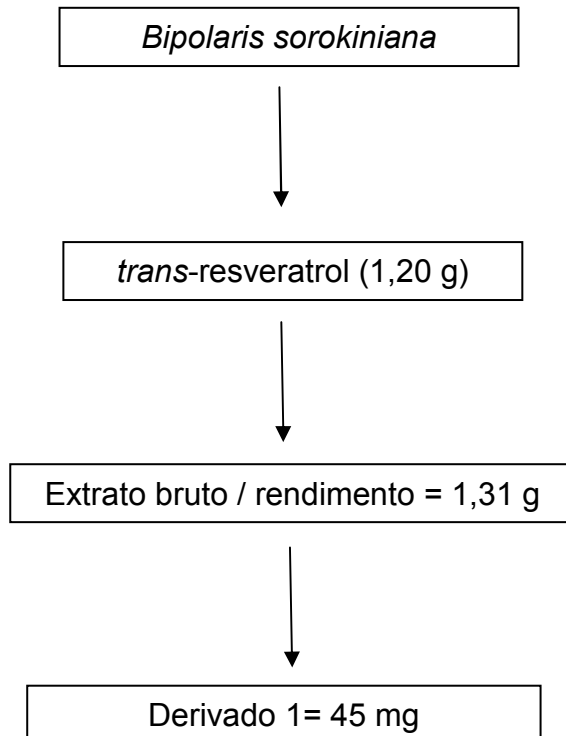 Bipolaris sorokiniana
trans-resveratrol (1,20 g)
Extrato bruto / rendimento = 1,31 g
Derivado 1= 45 mg